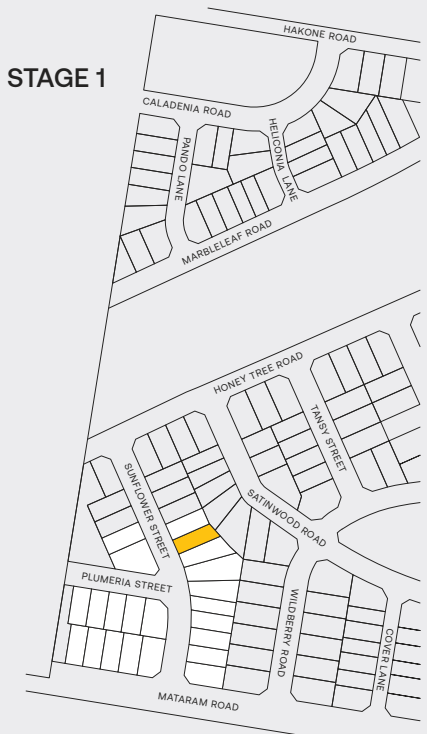 HAKONE ROAD
STAGE 1
CALADENIA ROAD
PANDO LANE
HELICONIA LANE
MARBLELEAF ROAD
HONEY TREE ROAD
TANSY STREET
SUNFLOWER STREET
SATINWOOD ROAD
PLUMERIA STREET
WILDBERRY ROAD
COVER LANE
MATARAM ROAD